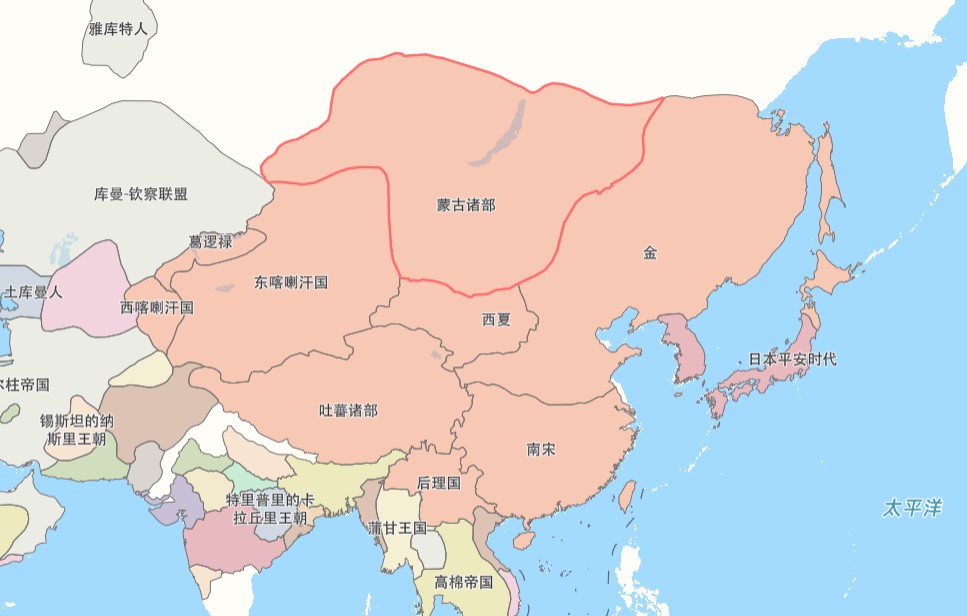 雅库特人
库曼-钦察联盟
蒙古诸部
葛逻禄
金
东喀喇汗国
土库曼人
西喀喇汗国
西夏
日本平安时代
尔柱帝国
吐蕃诸部
锡斯坦的纳
斯里王朝
南宋
后理国
特里普里的卡
拉丘里王朝
太平洋
蒲甘王国
高棉帝国